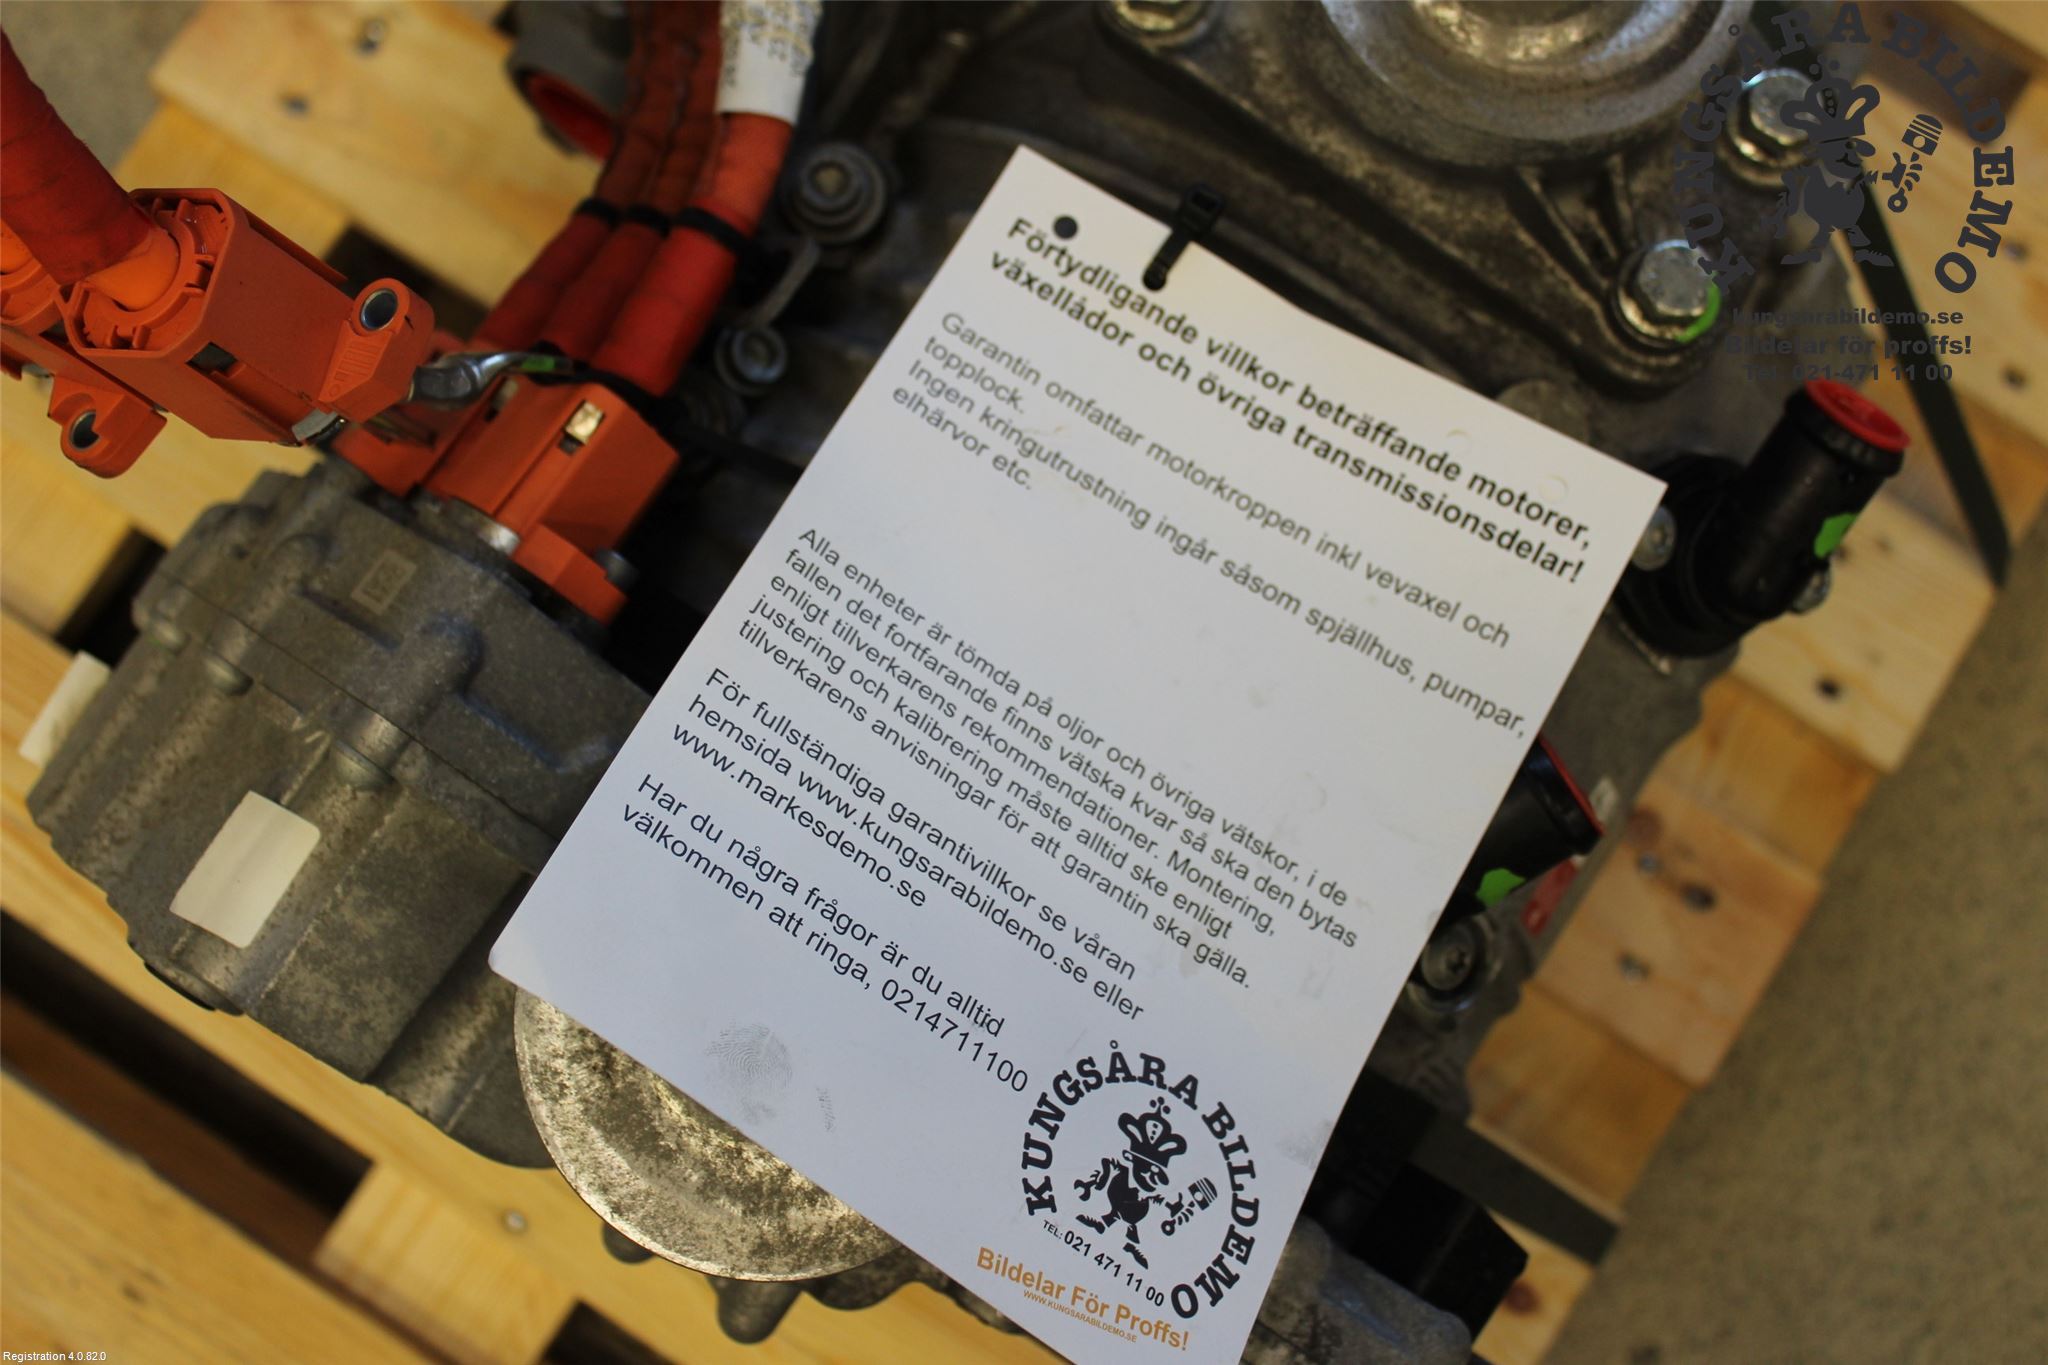 KUNGSÅRA BILDEMO
kungsarabildemo.se
Bildelar för proffs!
Tel. 021-471 11 00
Förtydligande villkor beträffande motorer,
växellådor och övriga transmissionsdelar!
Garantin omfattar motorkroppen inkl vevaxel och
topplock.
Ingen kringutrustning ingår såsom spjällhus, pumpar,
elhärvor etc.
Alla enheter är tömda på oljor och övriga vätskor, i de
fallen det fortfarande finns vätska kvar så ska den bytas
enligt tillverkarens rekommendationer. Montering,
justering och kalibrering måste alltid ske enligt
tillverkarens anvisningar för att garantin ska gälla.
För fullständiga garantivillkor se våran
hemsida www.kungsarabildemo.se eller
www.markesdemo.se
Har du några frågor är du alltid
välkommen att ringa, 0214711100
KUNGSÅRA BILDEMO
TEL: 021 471 11 00
Bildelar För Proffs!
WWW.KUNGSARABILDEMO.SE
Registration 4.0.82.0